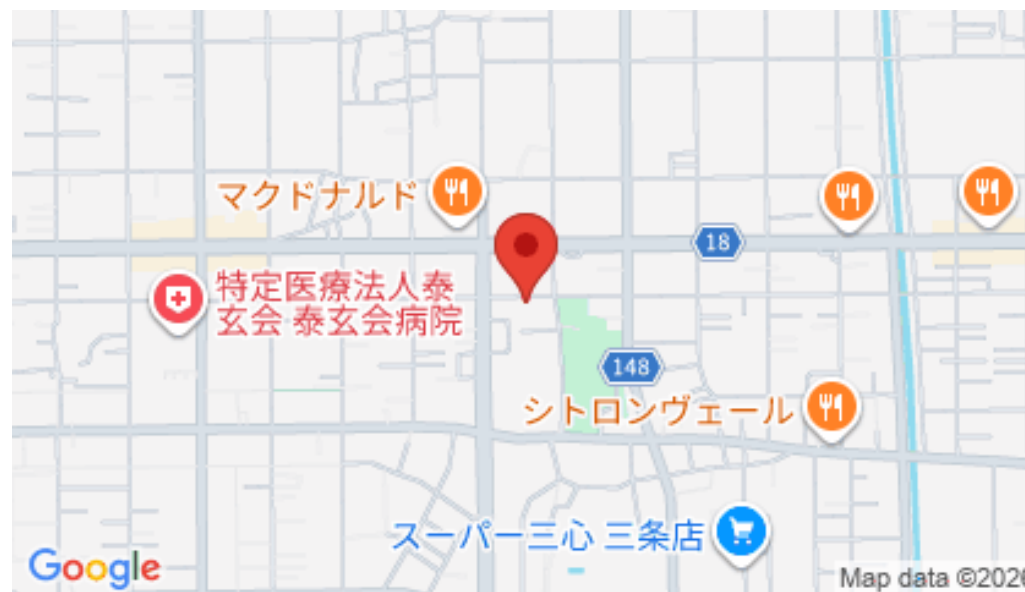 マクドナルド
18
特定医療法人泰
玄会 泰玄会病院
148
シトロンヴェール
スーパー三心 三条店
Google
Map data ©2026